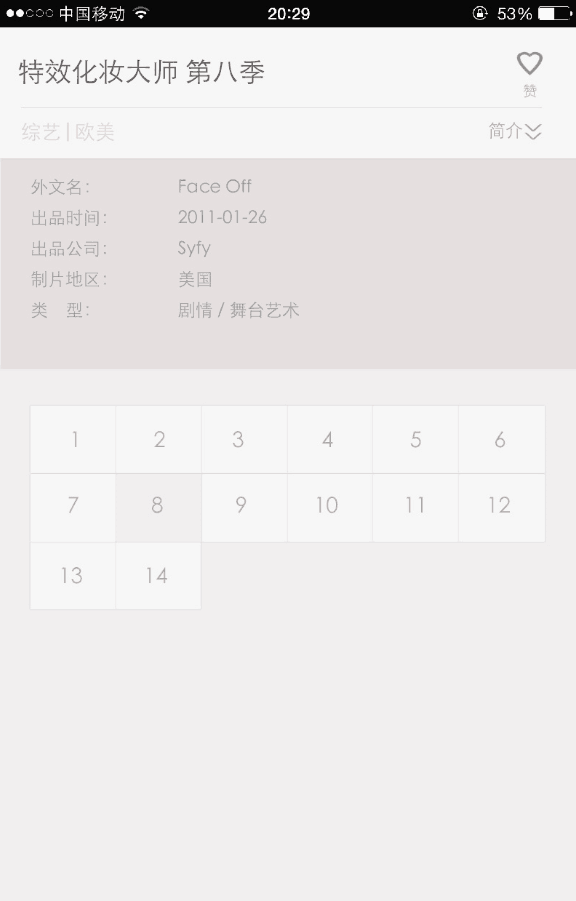 中国移动 20:29 53%
特效化妆大师 第八季
赞
综艺|欧美 简介
外文名： Face Off
出品时间： 2011-01-26
出品公司： Syfy
制片地区： 美国
类 型： 剧情 / 舞台艺术
1 2 3 4 5 6
7 8 9 10 11 12
13 14